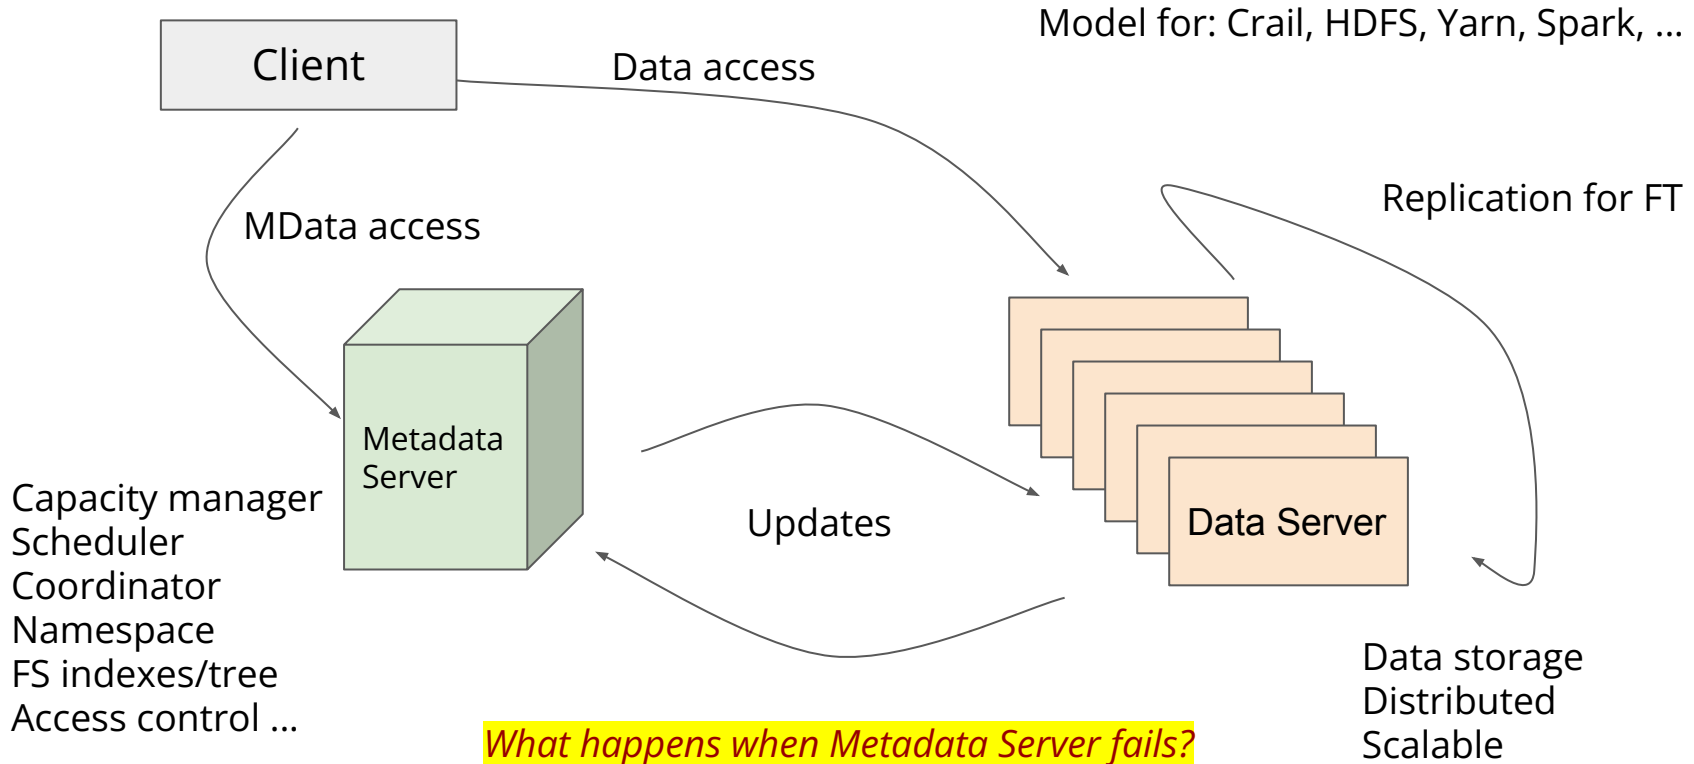 Model for: Crail, HDFS, Yarn, Spark, ...
Client
Data access
Replication for FT
MData access
Metadata
Server
Capacity manager
Scheduler
Coordinator
Namespace
FS indexes/tree
Access control ...
Updates
Data Server
Data storage
Distributed
Scalable
What happens when Metadata Server fails?